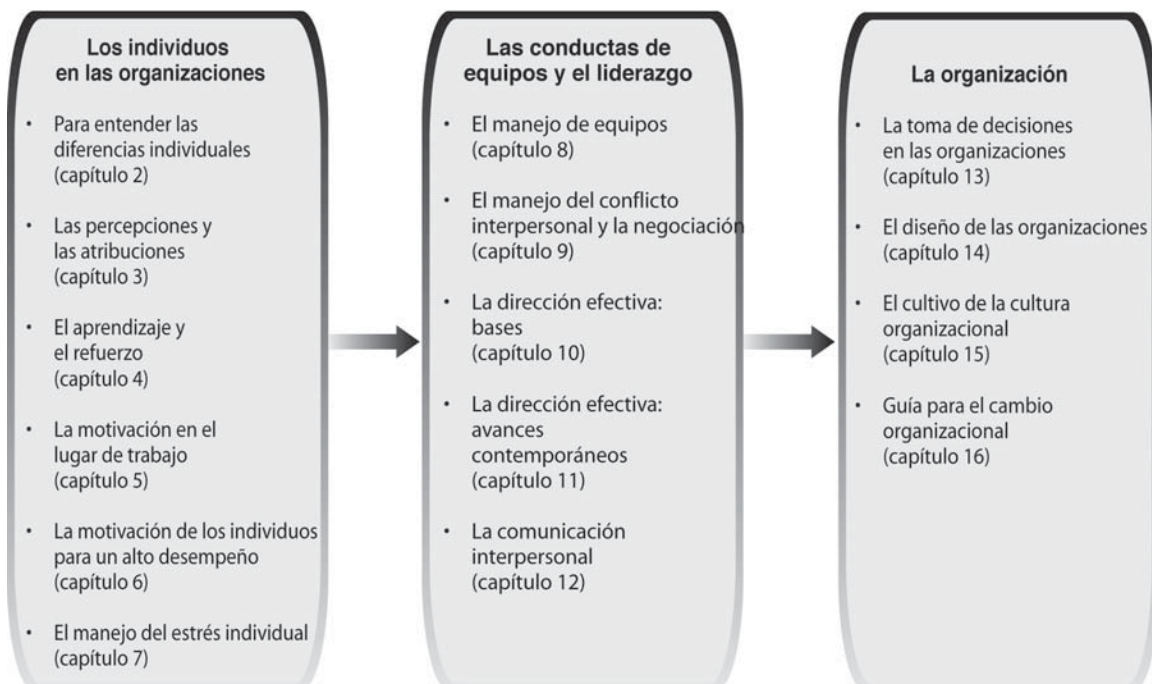 Los individuos
en las organizaciones
• Para entender las
diferencias individuales
(capítulo 2)
• Las percepciones y
las atribuciones
(capítulo 3)
• El aprendizaje y
el refuerzo
(capítulo 4)
• La motivación en el
lugar de trabajo
(capítulo 5)
• La motivación de los individuos
para un alto desempeño
(capítulo 6)
• El manejo del estrés individual
(capítulo 7)
Las conductas de
equipos y el liderazgo
• El manejo de equipos
(capítulo 8)
• El manejo del conflicto
interpersonal y la negociación
(capítulo 9)
• La dirección efectiva:
bases
(capítulo 10)
• La dirección efectiva:
avances
contemporáneos
(capítulo 11)
• La comunicación
interpersonal
(capítulo 12)
La organización
• La toma de decisiones
en las organizaciones
(capítulo 13)
• El diseño de las organizaciones
(capítulo 14)
• El cultivo de la cultura
organizacional
(capítulo 15)
• Guía para el cambio
organizacional
(capítulo 16)